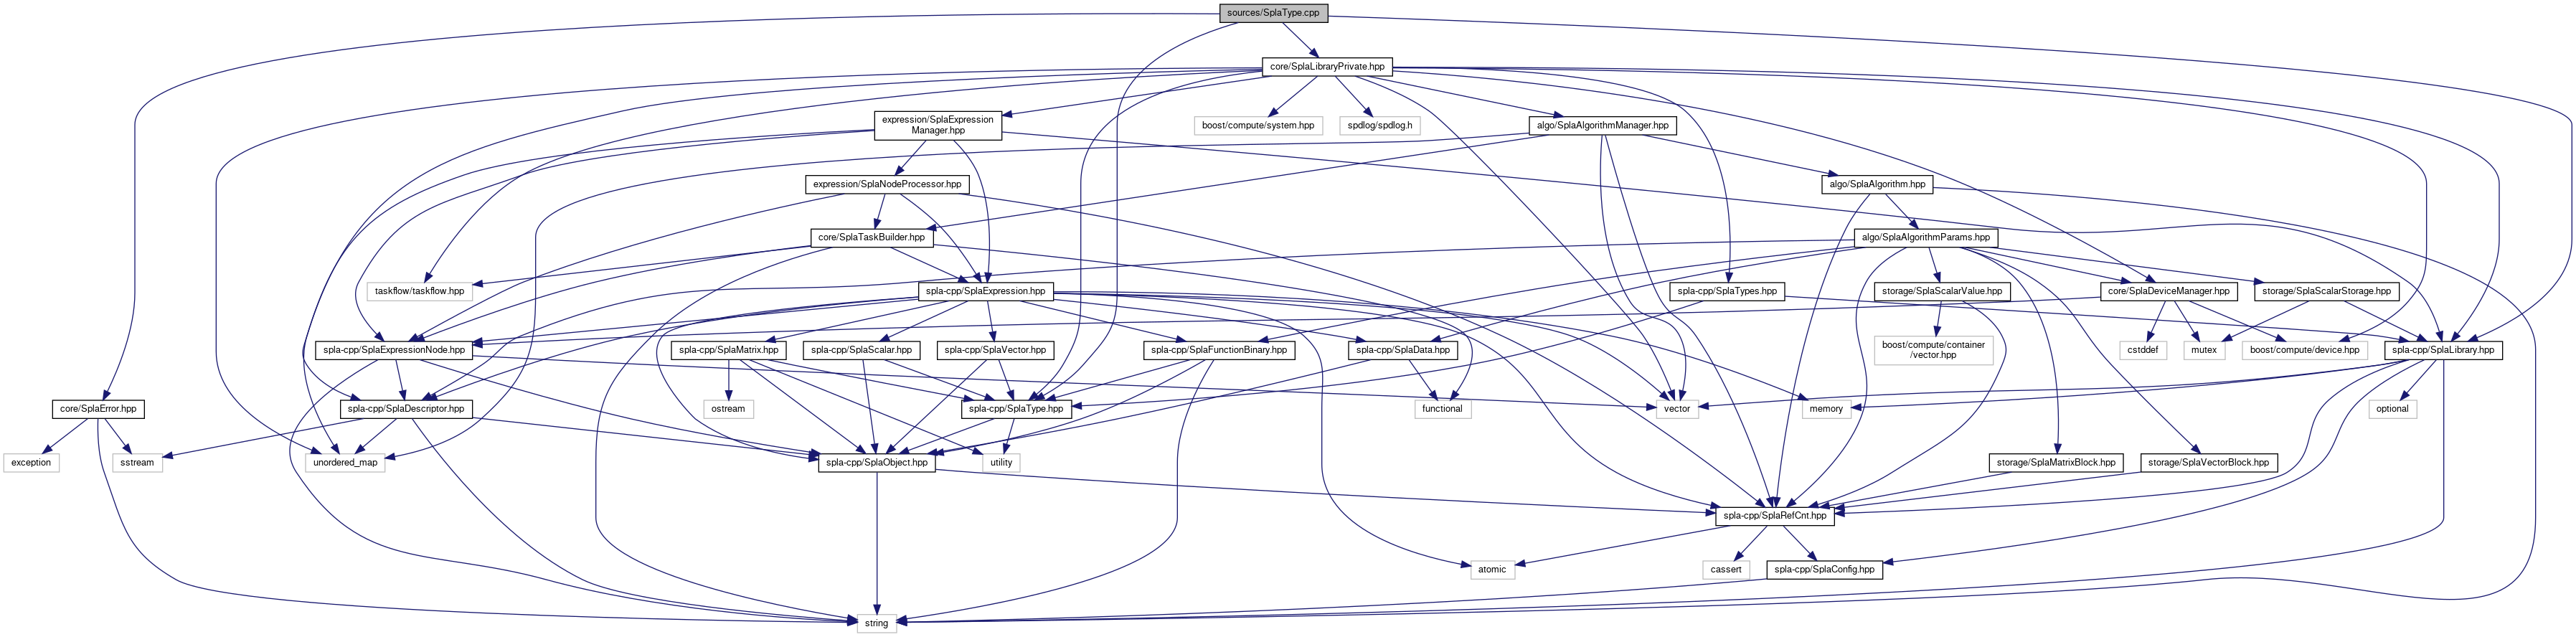 sources/SplaType.cpp
core/SplaLibraryPrivate.hpp
expression/SplaExpression
Manager.hpp
boost/compute/system.hpp
spdlog/spdlog.h
algo/SplaAlgorithmManager.hpp
expression/SplaNodeProcessor.hpp
algo/SplaAlgorithm.hpp
core/SplaTaskBuilder.hpp
algo/SplaAlgorithmParams.hpp
taskflow/taskflow.hpp
spla-cpp/SplaExpression.hpp
spla-cpp/SplaTypes.hpp
storage/SplaScalarValue.hpp
core/SplaDeviceManager.hpp
storage/SplaScalarStorage.hpp
spla-cpp/SplaExpressionNode.hpp
spla-cpp/SplaMatrix.hpp
spla-cpp/SplaScalar.hpp
spla-cpp/SplaVector.hpp
spla-cpp/SplaFunctionBinary.hpp
spla-cpp/SplaData.hpp
boost/compute/container
/vector.hpp
cstddef
mutex
boost/compute/device.hpp
spla-cpp/SplaLibrary.hpp
core/SplaError.hpp
spla-cpp/SplaDescriptor.hpp
ostream
spla-cpp/SplaType.hpp
functional
vector
memory
optional
exception
sstream
unordered_map
spla-cpp/SplaObject.hpp
utility
storage/SplaMatrixBlock.hpp
storage/SplaVectorBlock.hpp
spla-cpp/SplaRefCnt.hpp
atomic
cassert
spla-cpp/SplaConfig.hpp
string